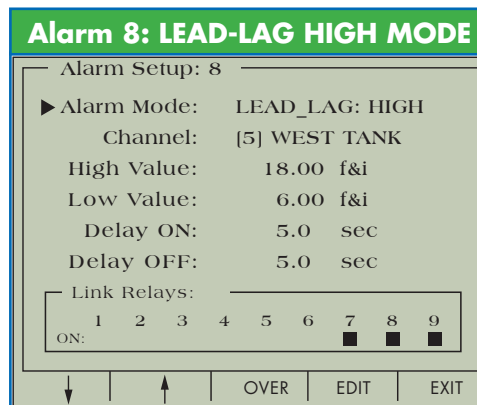 Alarm 8: LEAD-LAG HIGH MODE
Alarm Setup: 8
Alarm Mode: LEAD_LAG: HIGH
Channel: (5) WEST TANK
High Value: 18.00 f&i
Low Value: 6.00 f&i
Delay ON: 5.0 sec
Delay OFF: 5.0 sec
Link Relays:
1 2 3 4 5 6 7 8 9
ON:
OVER EDIT EXIT